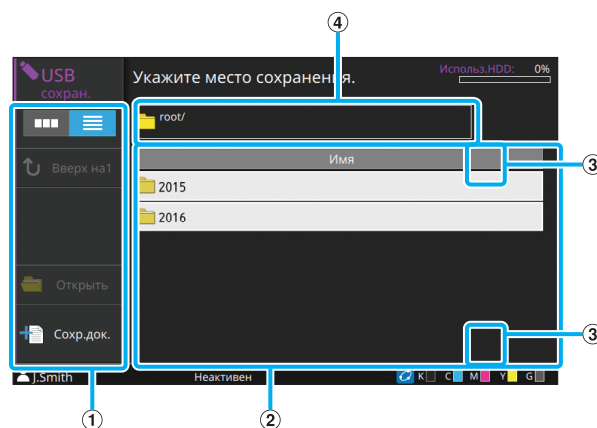 ④
USB
сохран.
Укажите место сохранения.
Использ.HDD: 0%
root/
Имя
③
Вверх на1
2015
2016
Открыть
Сохр.док.
③
J.Smith
Неактивен
K C M Y G
①
②